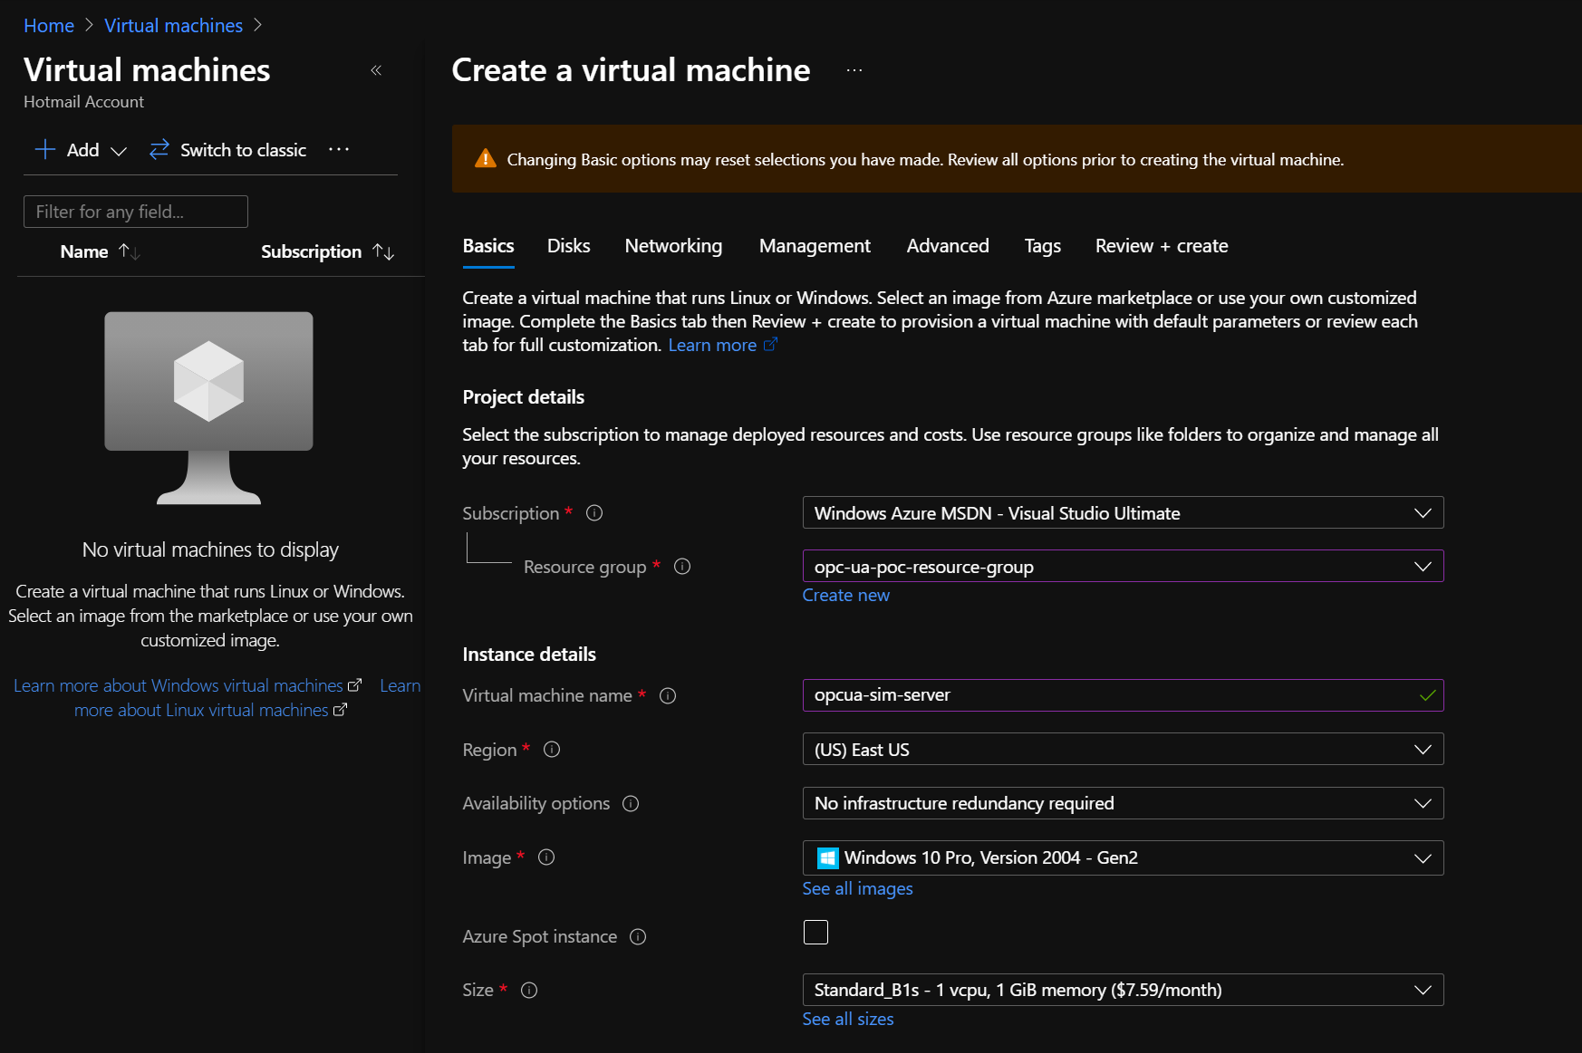 Home > Virtual machines >
Virtual machines «
Hotmail Account
+ Add Switch to classic ...
Filter for any field...
Name ↑↓ Subscription ↑↓
No virtual machines to display
Create a virtual machine that runs Linux or Windows.
Select an image from the marketplace or use your own
customized image.
Learn more about Windows virtual machines Learn
more about Linux virtual machines
Create a virtual machine ...
Changing Basic options may reset selections you have made. Review all options prior to creating the virtual machine.
Basics Disks Networking Management Advanced Tags Review + create
Create a virtual machine that runs Linux or Windows. Select an image from Azure marketplace or use your own customized
image. Complete the Basics tab then Review + create to provision a virtual machine with default parameters or review each
tab for full customization. Learn more
Project details
Select the subscription to manage deployed resources and costs. Use resource groups like folders to organize and manage all
your resources.
Subscription * Windows Azure MSDN - Visual Studio Ultimate
Resource group * opc-ua-poc-resource-group
Create new
Instance details
Virtual machine name * opcua-sim-server
Region * (US) East US
Availability options No infrastructure redundancy required
Image * Windows 10 Pro, Version 2004 - Gen2
See all images
Azure Spot instance
Size * Standard_B1s - 1 vcpu, 1 GiB memory ($7.59/month)
See all sizes